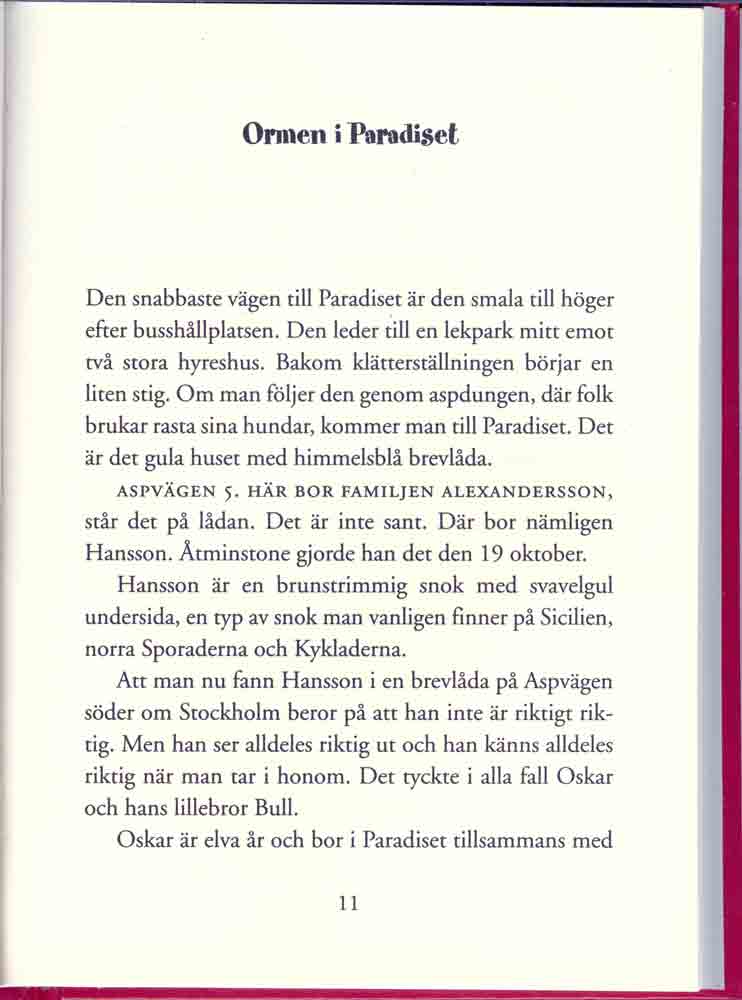 Ormen i Paradiset
Den snabbaste vägen till Paradiset är den smala till höger
efter busshållplatsen. Den leder till en lekpark mitt emot
två stora hyreshus. Bakom klätterställningen börjar en
liten stig. Om man följer den genom aspdungen, där folk
brukar rasta sina hundar, kommer man till Paradiset. Det
är det gula huset med himmelsblå brevlåda.
ASPVÄGEN 5. HÄR BOR FAMILJEN ALEXANDERSSON,
står det på lådan. Det är inte sant. Där bor nämligen
Hansson. Åtminstone gjorde han det den 19 oktober.
Hansson är en brunstrimmig snok med svavelgul
undersida, en typ av snok man vanligen finner på Sicilien,
norra Sporaderna och Kykladerna.
Att man nu fann Hansson i en brevlåda på Aspvägen
söder om Stockholm beror på att han inte är riktigt rik-
tig. Men han ser alldeles riktig ut och han känns alldeles
riktig när man tar i honom. Det tyckte i alla fall Oskar
och hans lillebror Bull.
Oskar är elva år och bor i Paradiset tillsammans med
11